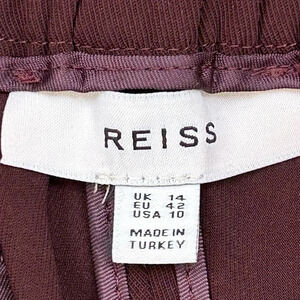 REISS
UK 14
EU 42
USA 10
MADE IN
TURKEY